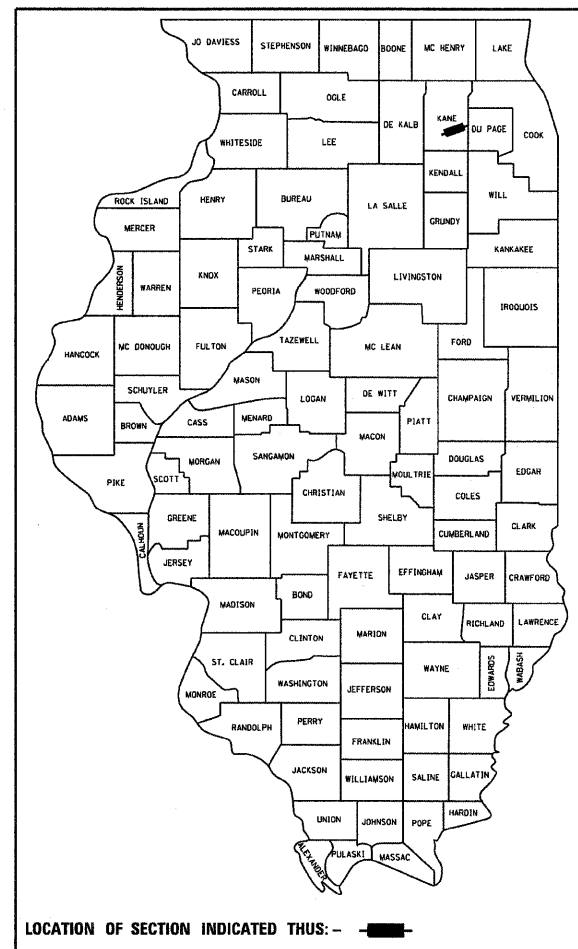 JO DAVIESS
STEPHENSON
WINNEBAGO
BOONE
MC HENRY
LAKE
CARROLL
OGLE
DE KALB
KANE
DU PAGE
COOK
WHITESIDE
LEE
KENDALL
WILL
ROCK ISLAND
HENRY
BUREAU
LA SALLE
GRUNDY
MERCER
PUTNAM
KANKAKEE
STARK
MARSHALL
HENDERSON
WARREN
KNOX
PEORIA
WOODFORD
LIVINGSTON
IROQUOIS
HANCOCK
MC DONOUGH
FULTON
TAZEWELL
MC LEAN
FORD
SCHUYLER
MASON
LOGAN
DE WITT
CHAMPAIGN
VERMILION
ADAMS
BROWN
CASS
MENARD
MACON
PIATT
PIKE
SCOTT
MORGAN
SANGAMON
CHRISTIAN
MOULTRIE
DOUGLAS
EDGAR
COLES
CALHOUN
GREENE
MACOUPIN
MONTGOMERY
SHELBY
CUMBERLAND
CLARK
JERSEY
FAYETTE
EFFINGHAM
JASPER
CRAWFORD
MADISON
BOND
CLAY
RICHLAND
LAWRENCE
CLINTON
MARION
ST. CLAIR
WAYNE
EDWARDS
WABASH
WASHINGTON
JEFFERSON
MONROE
RANDOLPH
PERRY
HAMILTON
WHITE
FRANKLIN
JACKSON
WILLIAMSON
SALINE
GALLATIN
UNION
JOHNSON
POPE
HARDIN
ALEXANDER
PULASKI
MASSAC
LOCATION OF SECTION INDICATED THUS: -